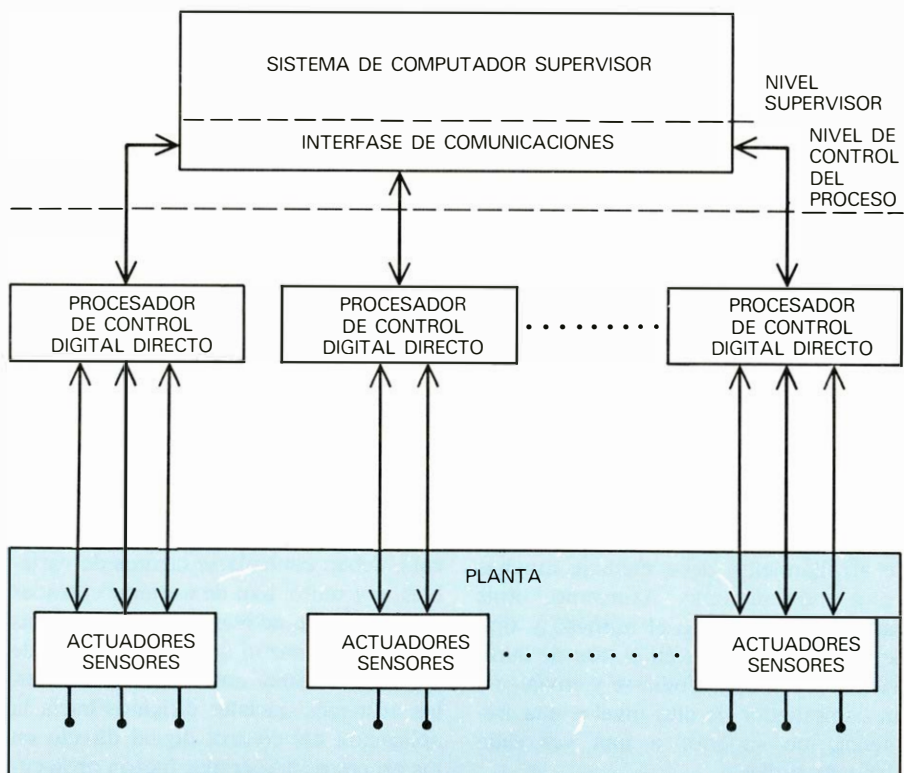 SISTEMA DE COMPUTADOR SUPERVISOR
NIVEL
SUPERVISOR
INTERFASE DE COMUNICACIONES
NIVEL DE
CONTROL
DEL
PROCESO
PROCESADOR
DE CONTROL
DIGITAL DIRECTO
PROCESADOR
DE CONTROL
DIGITAL DIRECTO
PROCESADOR
DE CONTROL
DIGITAL DIRECTO
PLANTA
ACTUADORES
SENSORES
ACTUADORES
SENSORES
ACTUADORES
SENSORES